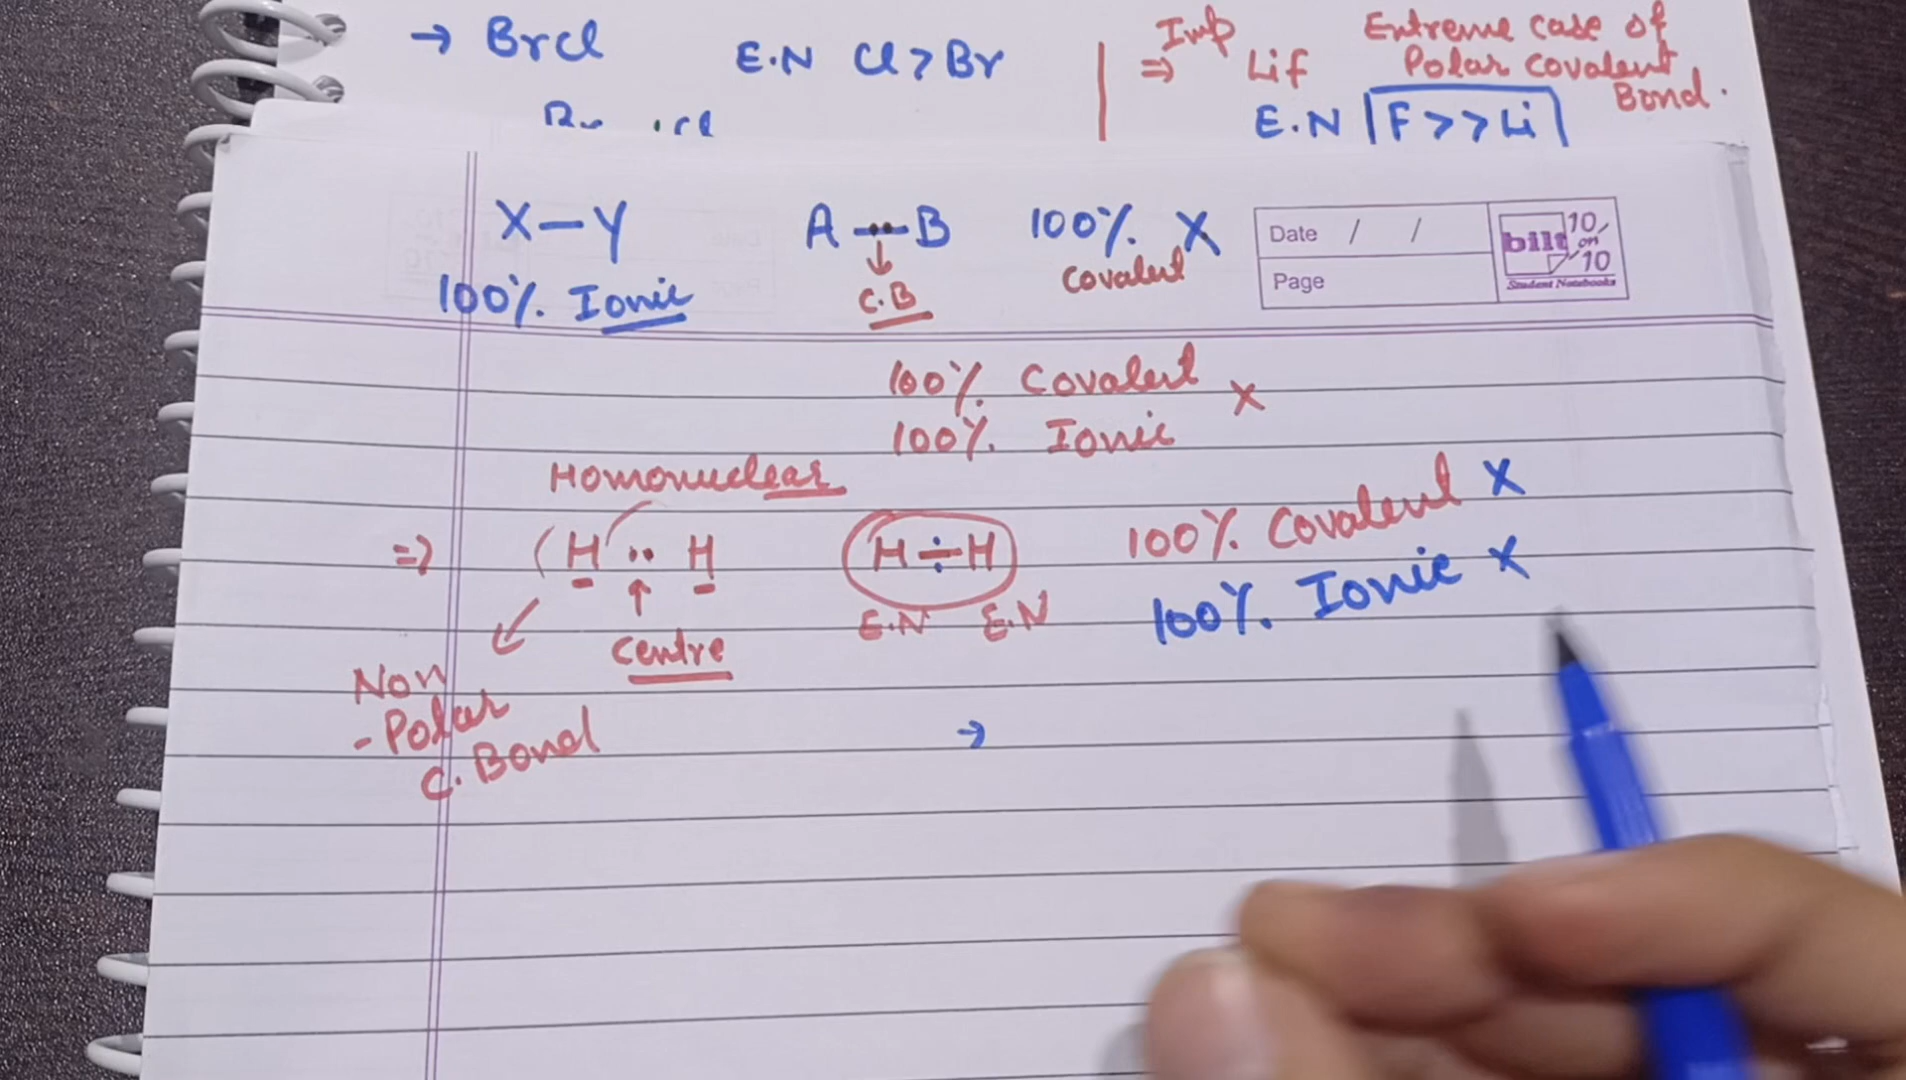 → BrCl E.N Cl > Br
Imp ⇒ Lif Extreme case of
Polar covalent
Bond.
E.N F >> Li
X—Y A—B 100% X
C.B covalent
100% Ionic
Date / /
Page
bilt 10 on 10
Student Notebooks
100% Covalent X
100% Ionic
Homonuclear
⇒ (H .. H H÷H 100% Covalent X
Centre E.N E.N 100% Ionic X
Non
-Polar
C. Bond
→